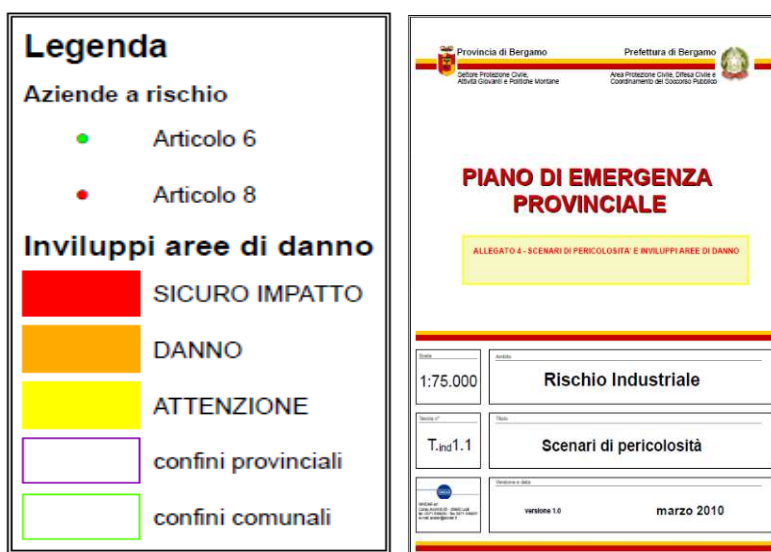 Legenda
Aziende a rischio
Articolo 6
Articolo 8
Inviluppi aree di danno
SICURO IMPATTO
DANNO
ATTENZIONE
confini provinciali
confini comunali
Provincia di Bergamo
Settore Protezione Civile,
Attività Giovanili e Politiche Montane
Prefettura di Bergamo
Area Protezione Civile, Difesa Civile e
Coordinamento del Soccorso Pubblico
PIANO DI EMERGENZA
PROVINCIALE
ALLEGATO 4 - SCENARI DI PERICOLOSITA' E INVILUPPI AREE DI DANNO
Scala
1:75.000
Ambito
Rischio Industriale
Tavola n°
T.ind1.1
Titolo
Scenari di pericolosità
Versione e data
versione 1.0
marzo 2010